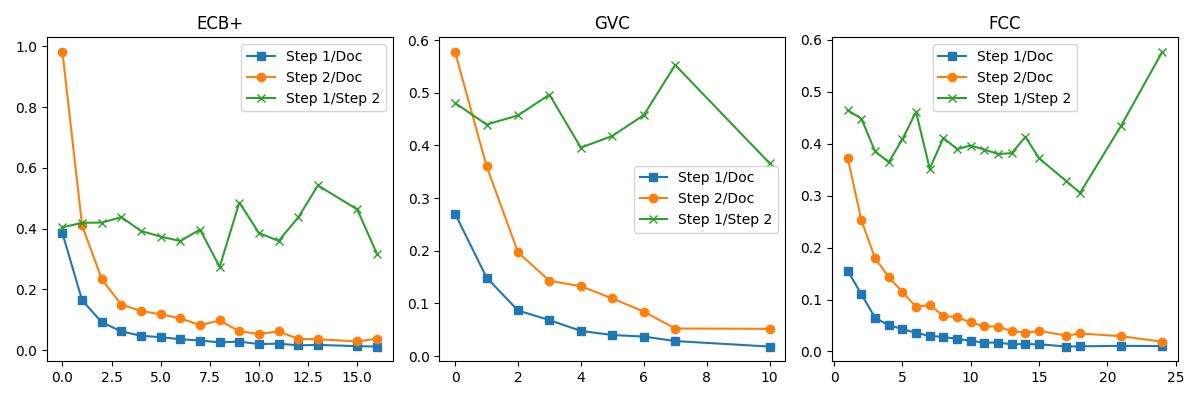 ECB+
1.0
0.8
0.6
0.4
0.2
0.0
0.0 2.5 5.0 7.5 10.0 12.5 15.0
Step 1/Doc
Step 2/Doc
Step 1/Step 2
GVC
0.6
0.5
0.4
0.3
0.2
0.1
0.0
0 2 4 6 8 10
Step 1/Doc
Step 2/Doc
Step 1/Step 2
FCC
0.6
0.5
0.4
0.3
0.2
0.1
0.0
0 5 10 15 20 25
Step 1/Doc
Step 2/Doc
Step 1/Step 2